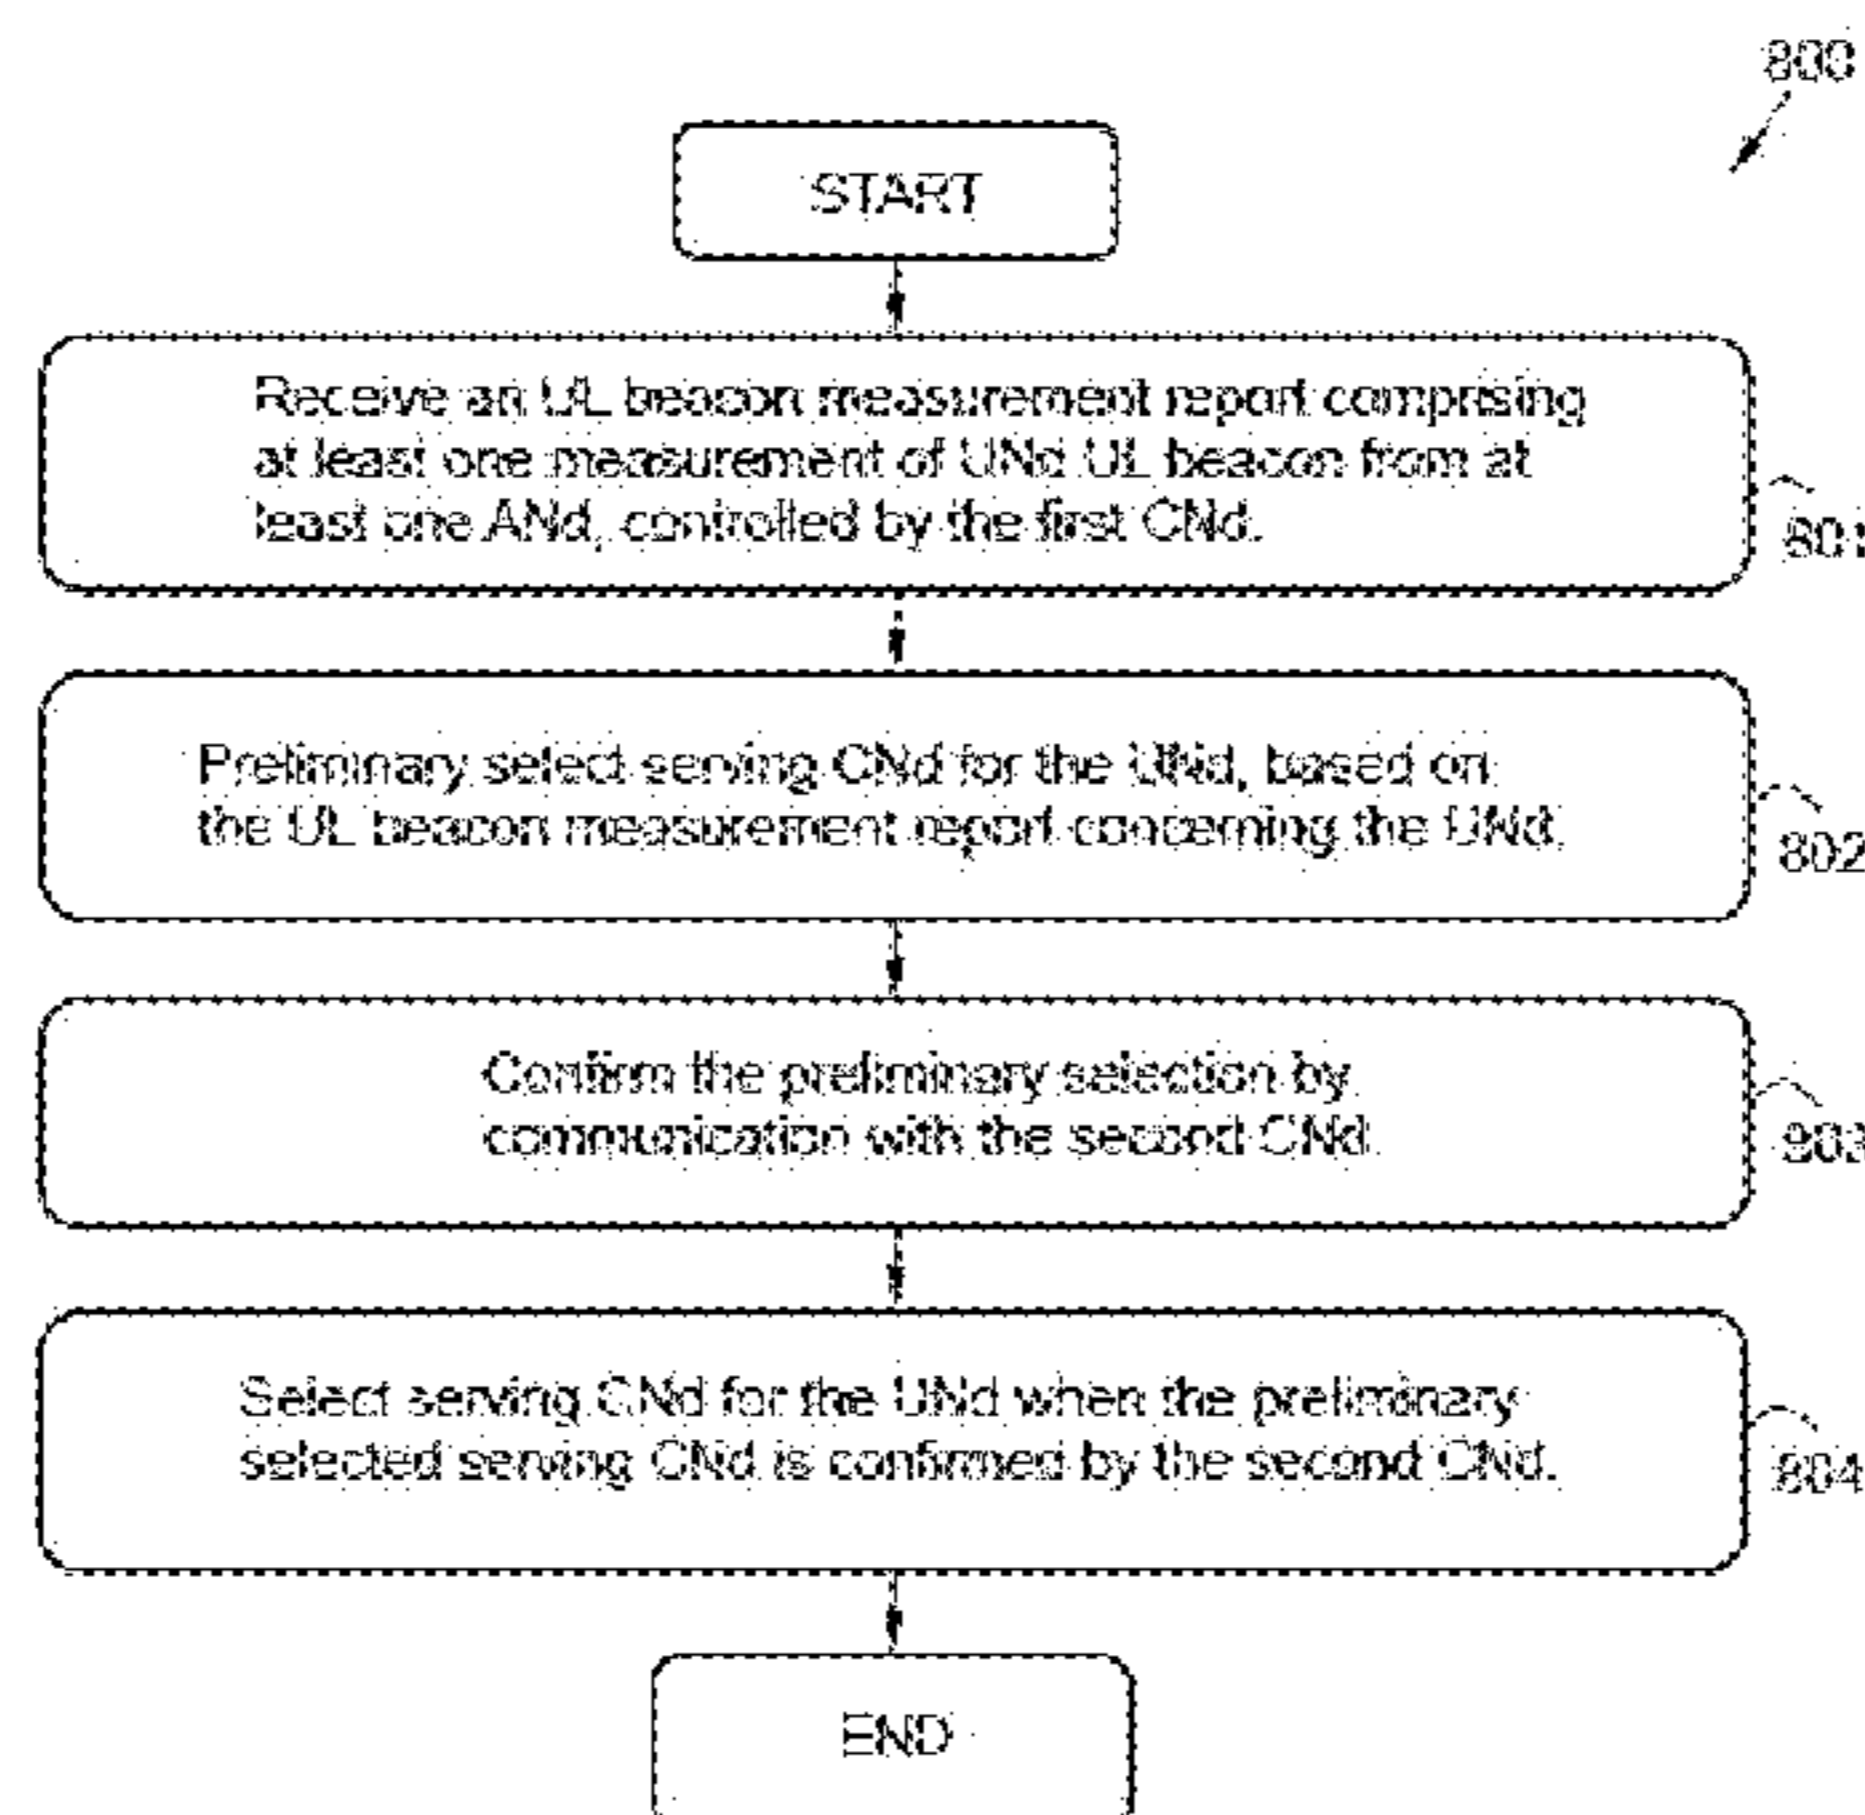 800
START
Receive an UL beacon measurement report comprising
at least one measurement of UNd UL beacon from at
least one ANd, controlled by the first CNd.
801
Preliminary select serving CNd for the UNd, based on
the UL beacon measurement report concerning the UNd.
802
Confirm the preliminary selection by
communication with the second CNd.
803
Select serving CNd for the UNd when the preliminary
selected serving CNd is confirmed by the second CNd.
804
END